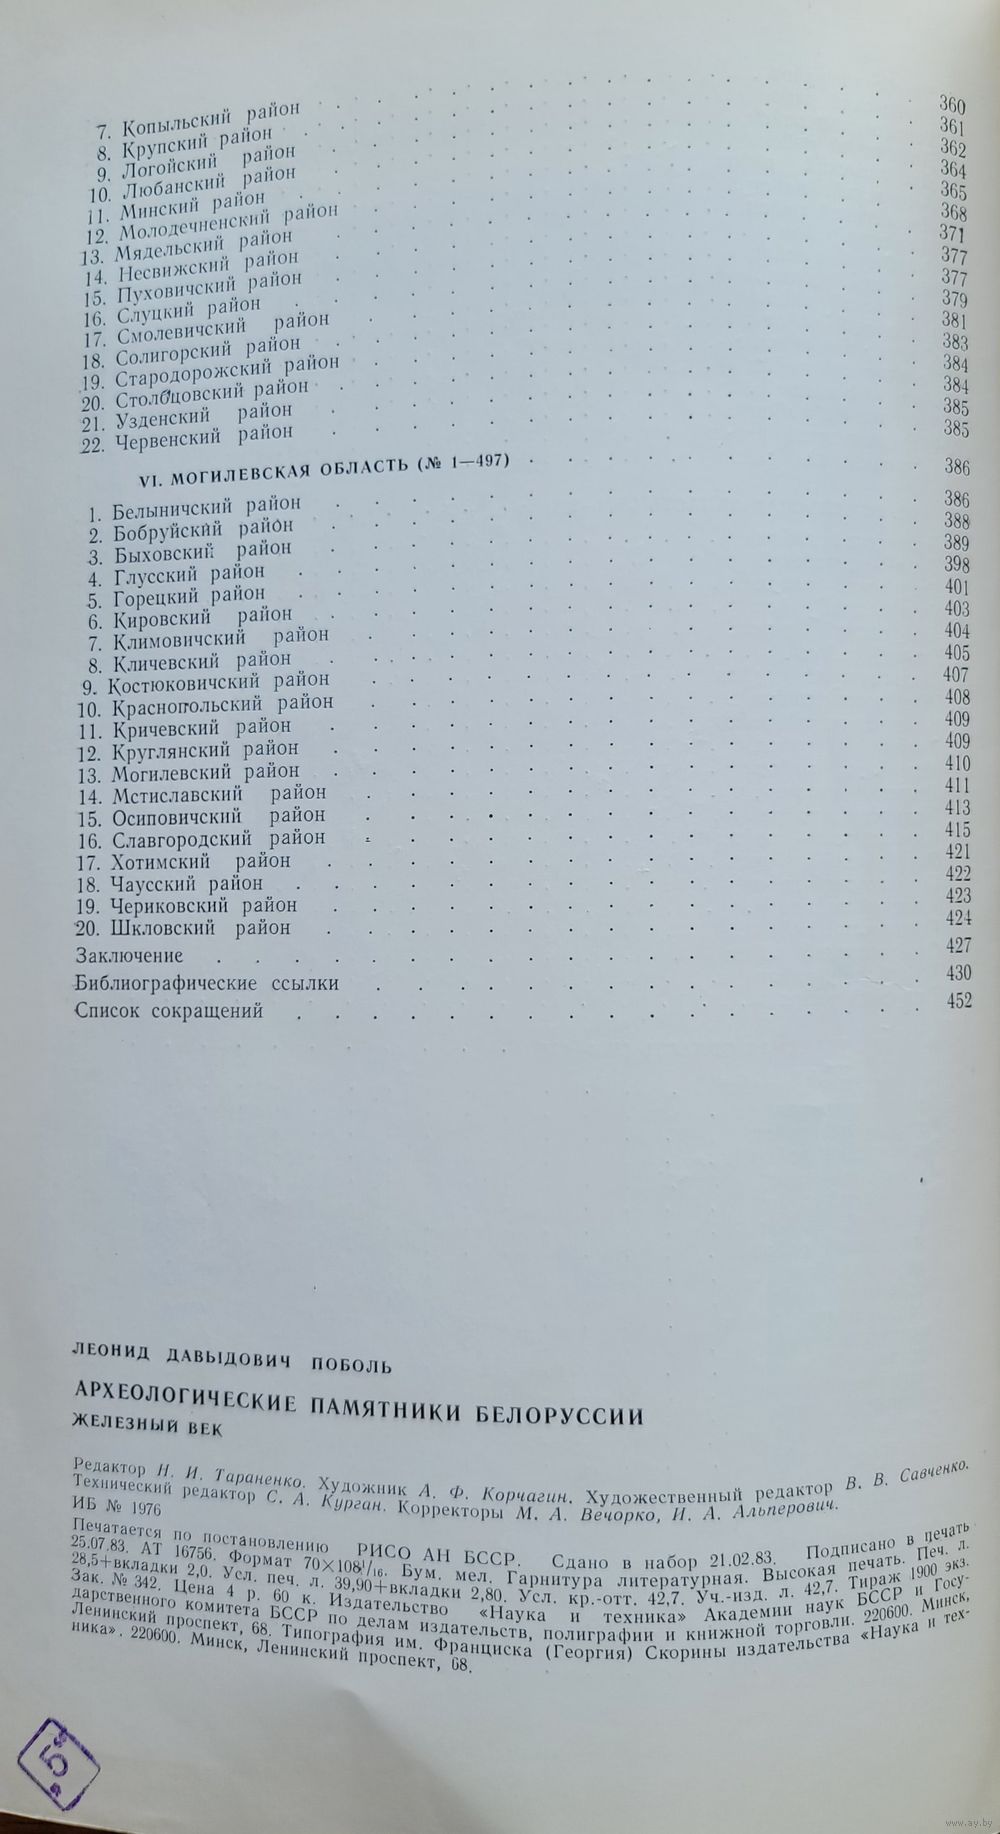 7. Копыльский район 360
8. Крупский район 361
9. Логойский район 362
10. Любанский район 364
11. Минский район 365
12. Молодечненский район 368
13. Мядельский район 371
14. Несвижский район 377
15. Пуховичский район 377
16. Слуцкий район 379
17. Смолевичский район 381
18. Солигорский район 383
19. Стародорожский район 384
20. Столбцовский район 384
21. Узденский район 385
22. Червенский район 385
VI. МОГИЛЕВСКАЯ ОБЛАСТЬ (№ 1—497) 386
1. Белыничский район 386
2. Бобруйский район 388
3. Быховский район 389
4. Глусский район 398
5. Горецкий район 401
6. Кировский район 403
7. Климовичский район 404
8. Кличевский район 405
9. Костюковичский район 407
10. Краснопольский район 408
11. Кричевский район 409
12. Круглянский район 409
13. Могилевский район 410
14. Мстиславский район 411
15. Осиповичский район 413
16. Славгородский район 415
17. Хотимский район 421
18. Чаусский район 422
19. Чериковский район 423
20. Шкловский район 424
Заключение 427
Библиографические ссылки 430
Список сокращений 452
ЛЕОНИД ДАВЫДОВИЧ ПОБОЛЬ
АРХЕОЛОГИЧЕСКИЕ ПАМЯТНИКИ БЕЛОРУССИИ
ЖЕЛЕЗНЫЙ ВЕК
Редактор Н. И. Тараненко. Художник А. Ф. Корчагин. Художественный редактор В. В. Савченко.
Технический редактор С. А. Курган. Корректоры М. А. Вечорко, И. А. Альперович.
ИБ № 1976
Печатается по постановлению РИСО АН БССР. Сдано в набор 21.02.83. Подписано в печать
25.07.83. АТ 16756. Формат 70×108¹/₁₆. Бум. мел. Гарнитура литературная. Высокая печать. Печ. л.
28,5+вкладки 2,0. Усл. печ. л. 39,90+вкладки 2,80. Усл. кр.-отт. 42,7. Уч.-изд. л. 42,7. Тираж 1900 экз.
Зак. № 342. Цена 4 р. 60 к. Издательство «Наука и техника» Академии наук БССР и Госу-
дарственного комитета БССР по делам издательств, полиграфии и книжной торговли. 220600. Минск,
Ленинский проспект, 68. Типография им. Франциска (Георгия) Скорины издательства «Наука и тех-
ника». 220600. Минск, Ленинский проспект, 68.
www.ay.by